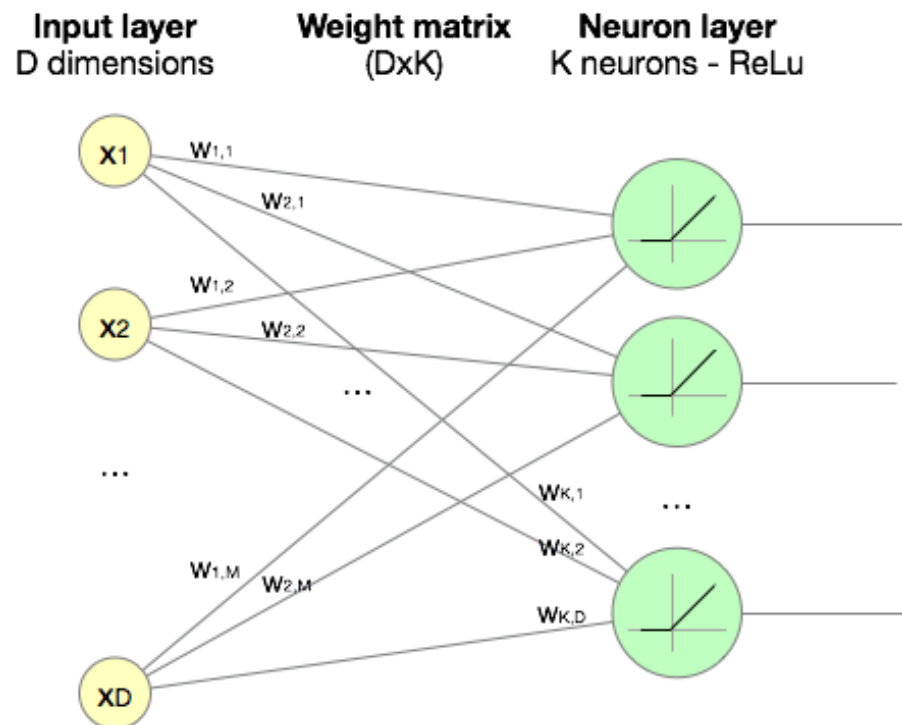 Input layer
D dimensions
Weight matrix
(DxK)
Neuron layer
K neurons - ReLu
x1
w1,1
w2,1
w1,2
x2
w2,2
...
...
wK,1
...
wK,2
w1,M
w2,M
wK,D
xD